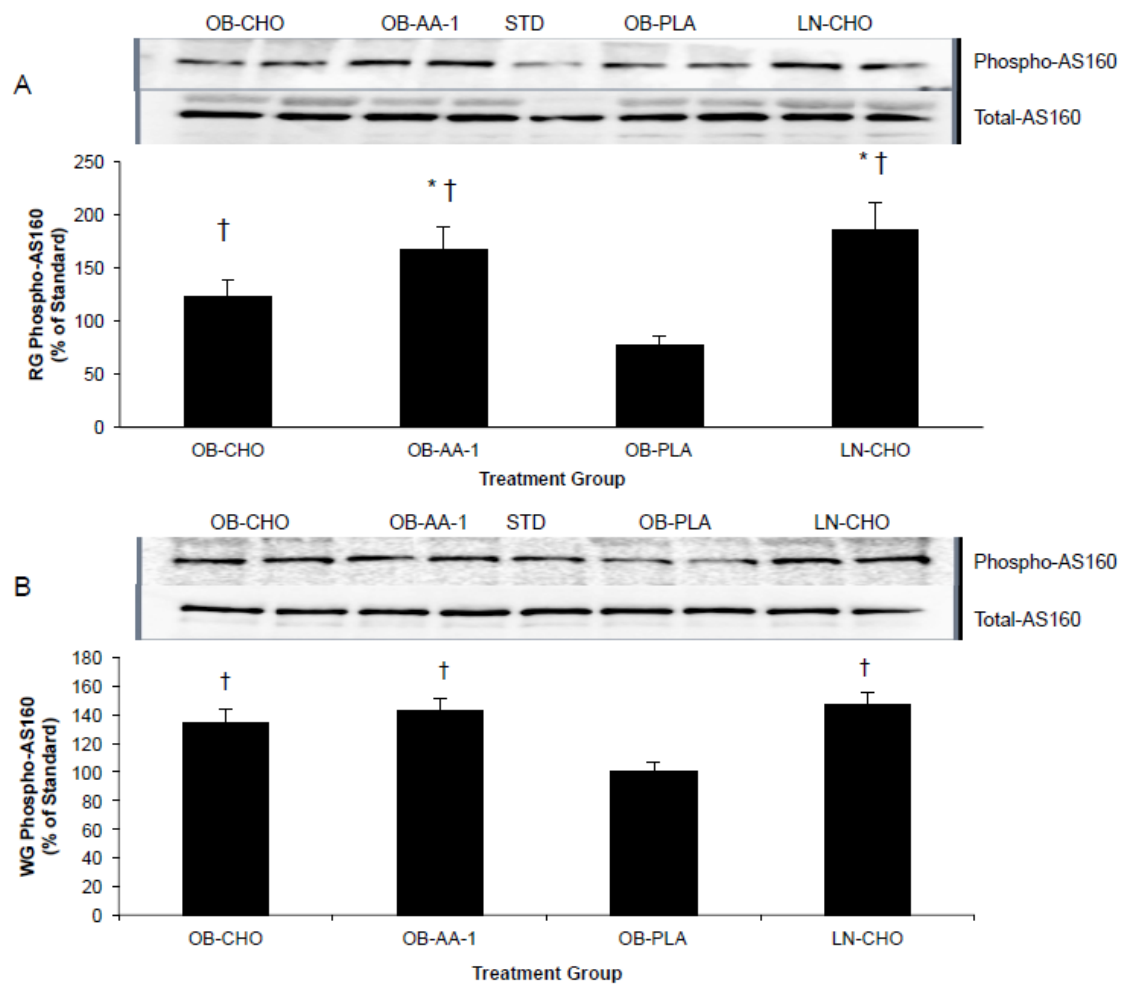 OB-CHO OB-AA-1 STD OB-PLA LN-CHO
Phospho-AS160
A
Total-AS160
250
200
150
100
50
0
RG Phospho-AS160
(% of Standard)
†
* †
* †
OB-CHO OB-AA-1 OB-PLA LN-CHO
Treatment Group
OB-CHO OB-AA-1 STD OB-PLA LN-CHO
Phospho-AS160
B
Total-AS160
180
160
140
120
100
80
60
40
20
0
WG Phospho-AS160
(% of Standard)
† † †
OB-CHO OB-AA-1 OB-PLA LN-CHO
Treatment Group